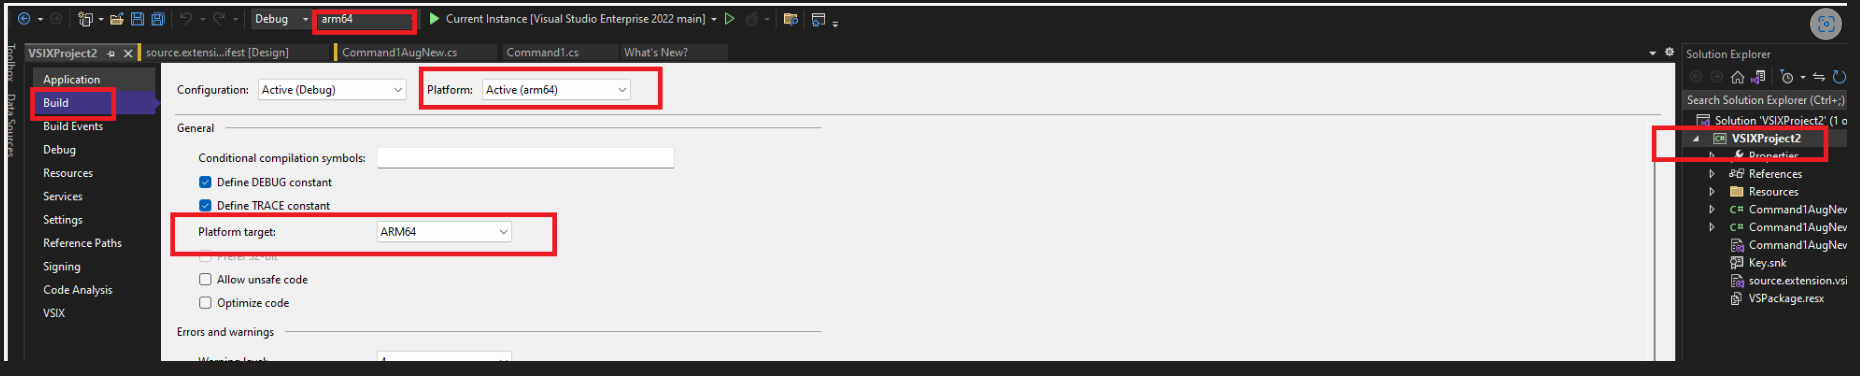 Debug arm64 Current Instance [Visual Studio Enterprise 2022 main]
Toolbox
Data Sources
VSIXProject2 source.extensi...ifest [Design] Command1AugNew.cs Command1.cs What's New?
Application
Build
Build Events
Debug
Resources
Services
Settings
Reference Paths
Signing
Code Analysis
VSIX
Configuration: Active (Debug) Platform: Active (arm64)
General
Conditional compilation symbols:
Define DEBUG constant
Define TRACE constant
Platform target: ARM64
Prefer 32-bit
Allow unsafe code
Optimize code
Errors and warnings
Warning level: 4
Solution Explorer
Search Solution Explorer (Ctrl+;)
Solution 'VSIXProject2' (1 o
VSIXProject2
Properties
References
Resources
C# Command1AugNew
C# Command1AugNew
Command1AugNew
Key.snk
source.extension.vsi
VSPackage.resx